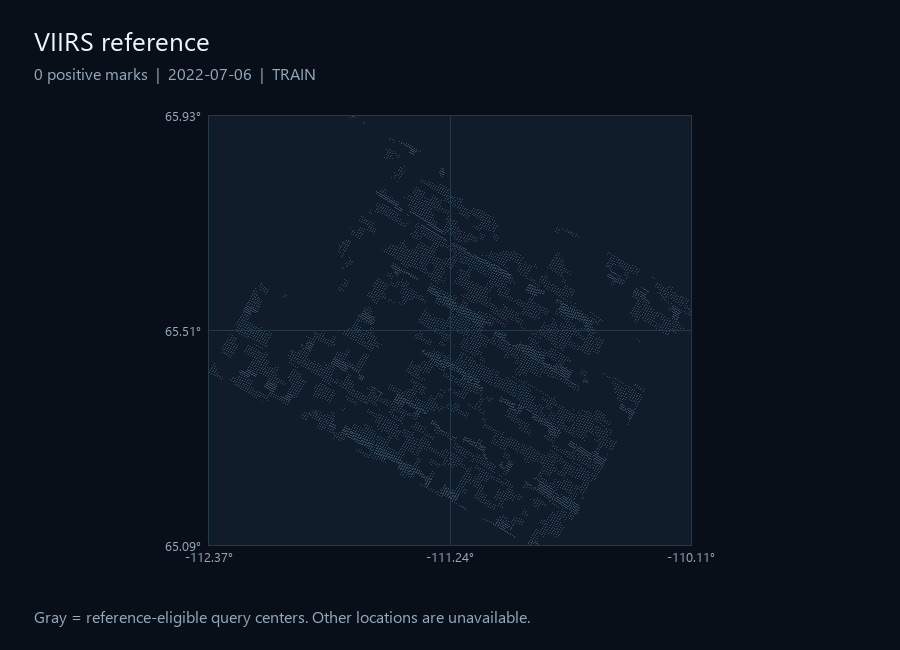 VIIRS reference
0 positive marks | 2022-07-06 | TRAIN
65.93°
65.51°
65.09°
-112.37°
-111.24°
-110.11°
Gray = reference-eligible query centers. Other locations are unavailable.